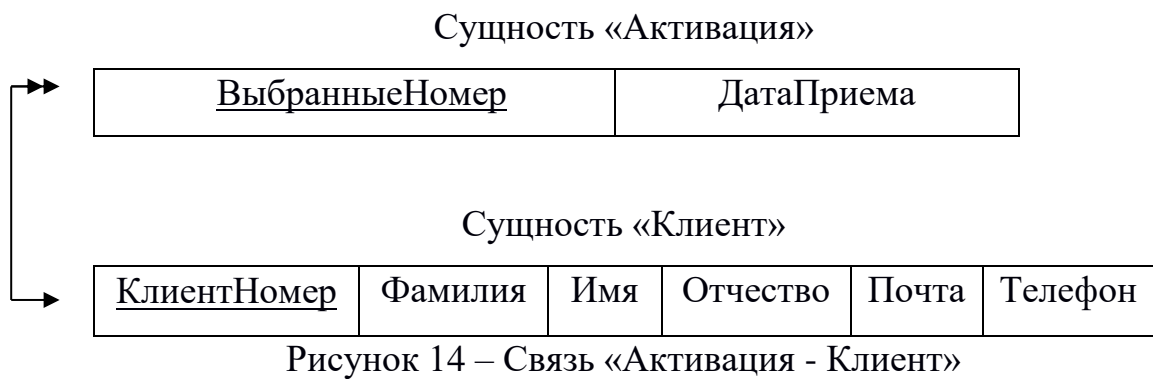 Сущность «Активация»
ВыбранныеНомер ДатаПриема
Сущность «Клиент»
КлиентНомер Фамилия Имя Отчество Почта Телефон
Рисунок 14 – Связь «Активация - Клиент»